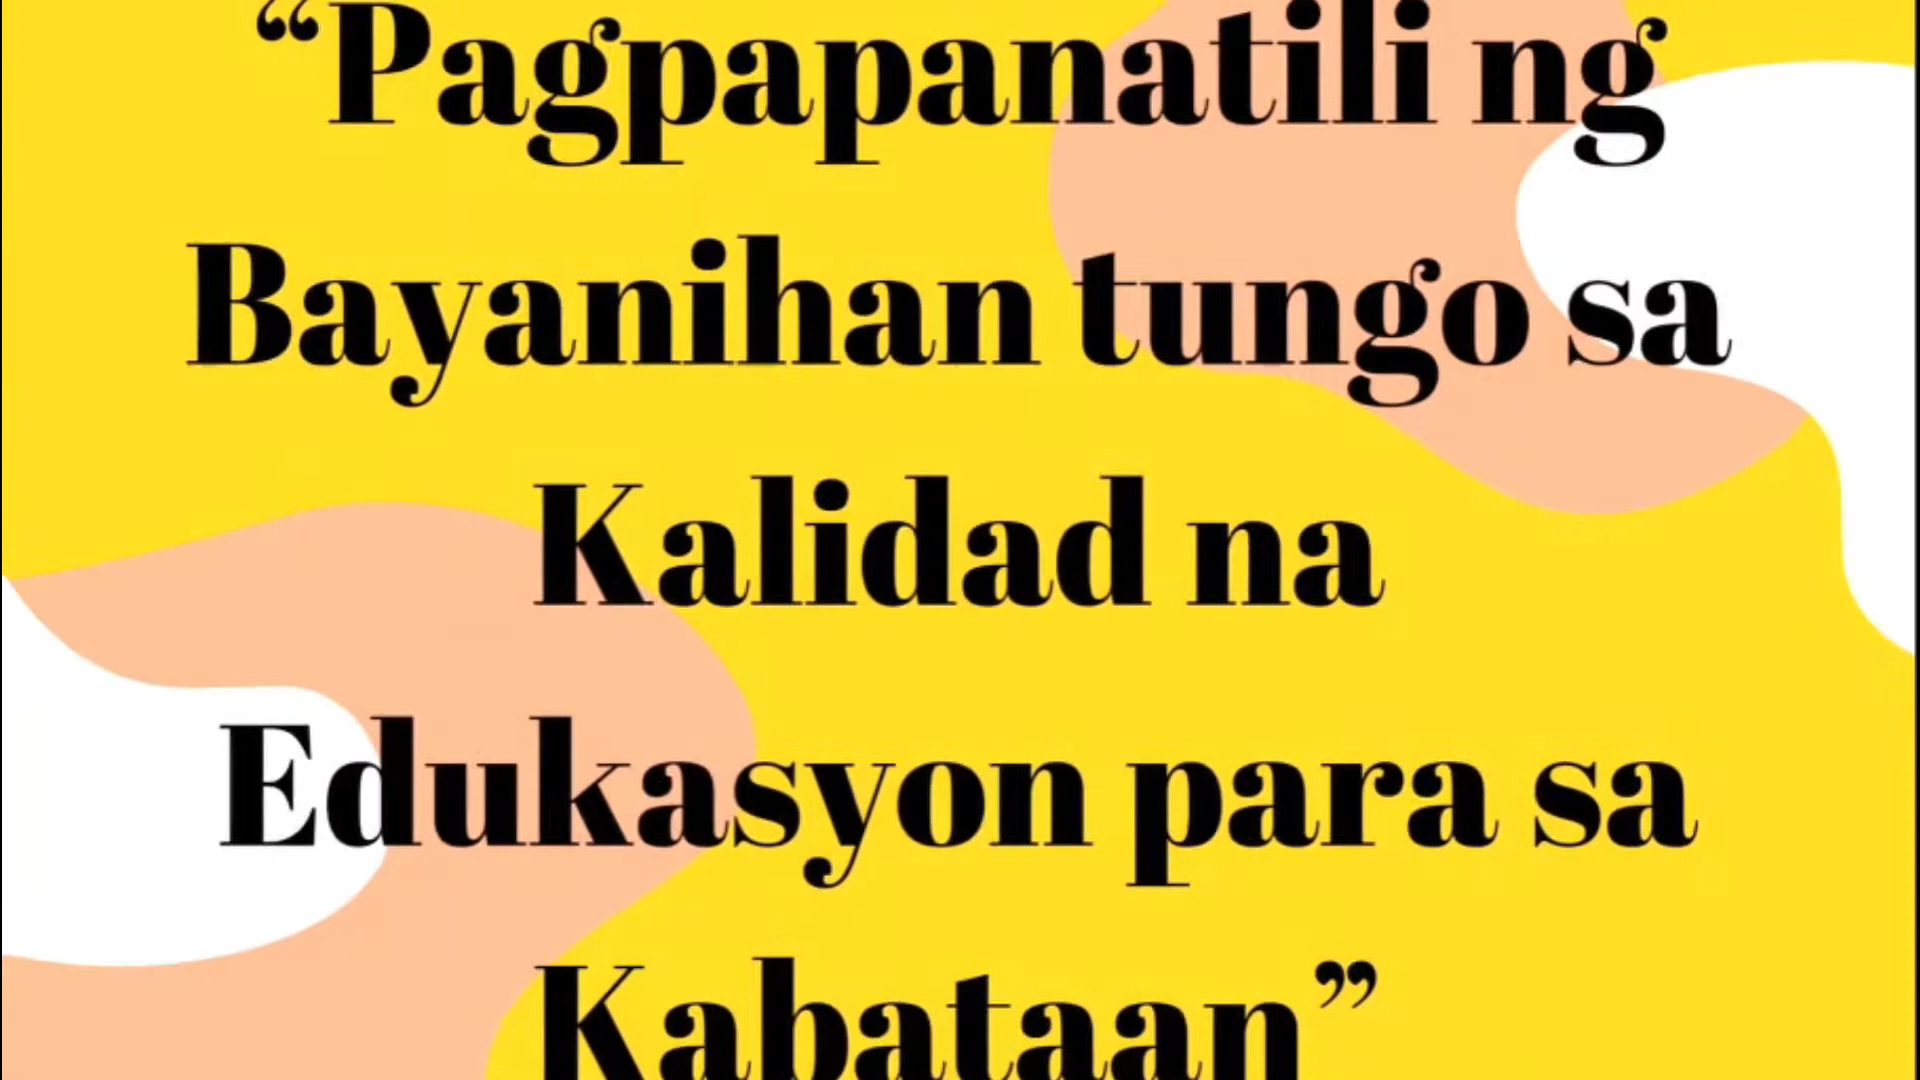 “Pagpapanatili ng
Bayanihan tungo sa
Kalidad na
Edukasyon para sa
Kabataan”